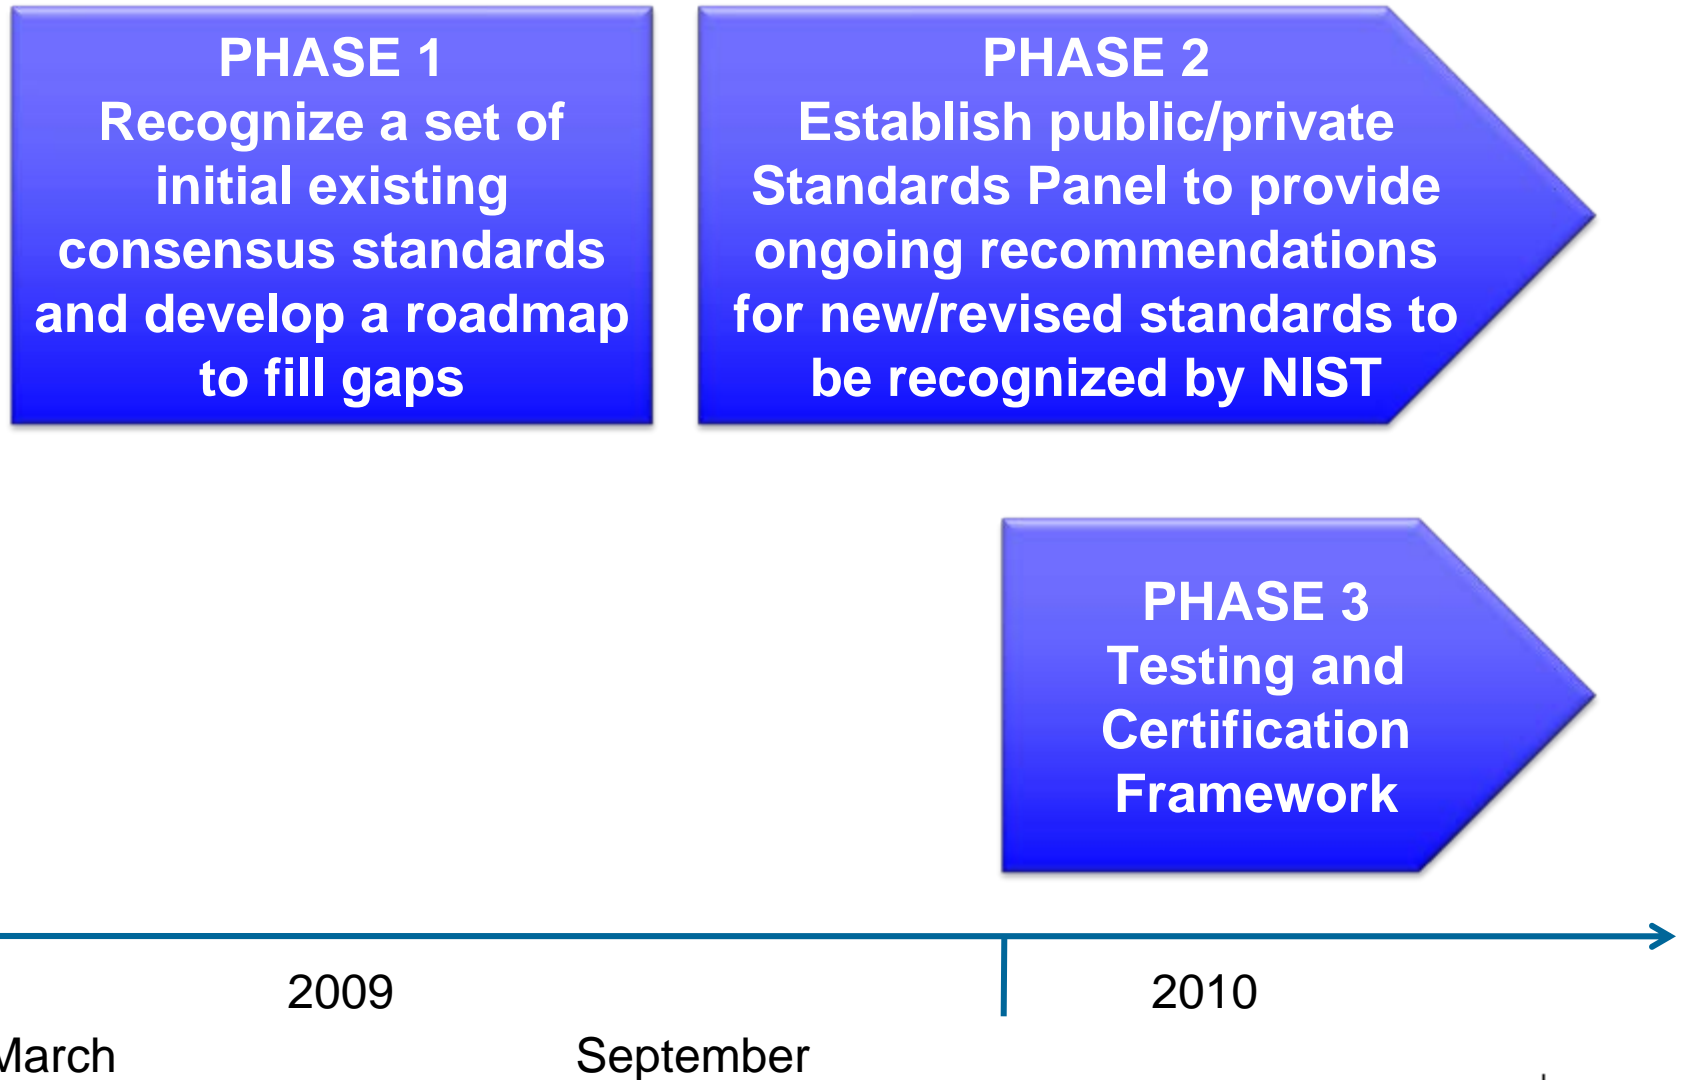 PHASE 1
Recognize a set of
initial existing
consensus standards
and develop a roadmap
to fill gaps
PHASE 2
Establish public/private
Standards Panel to provide
ongoing recommendations
for new/revised standards to
be recognized by NIST
PHASE 3
Testing and
Certification
Framework
2009
2010
March
September